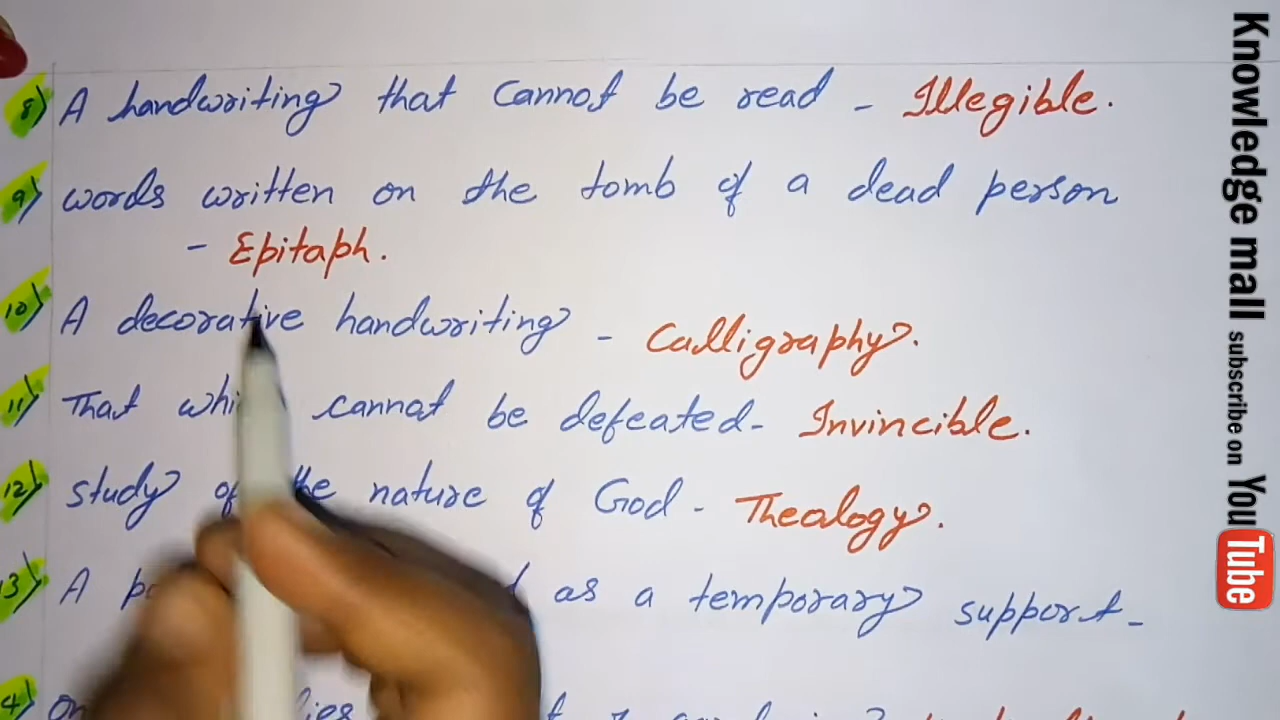 8) A handwriting that cannot be read - Illegible.
9) words written on the tomb of a dead person
- Epitaph.
10) A decorative handwriting - Calligraphy.
11) That cannot be defeated - Invincible.
12) study of the nature of God - Thealogy.
13) A as a temporary support -
Knowledge mall subscribe on YouTube